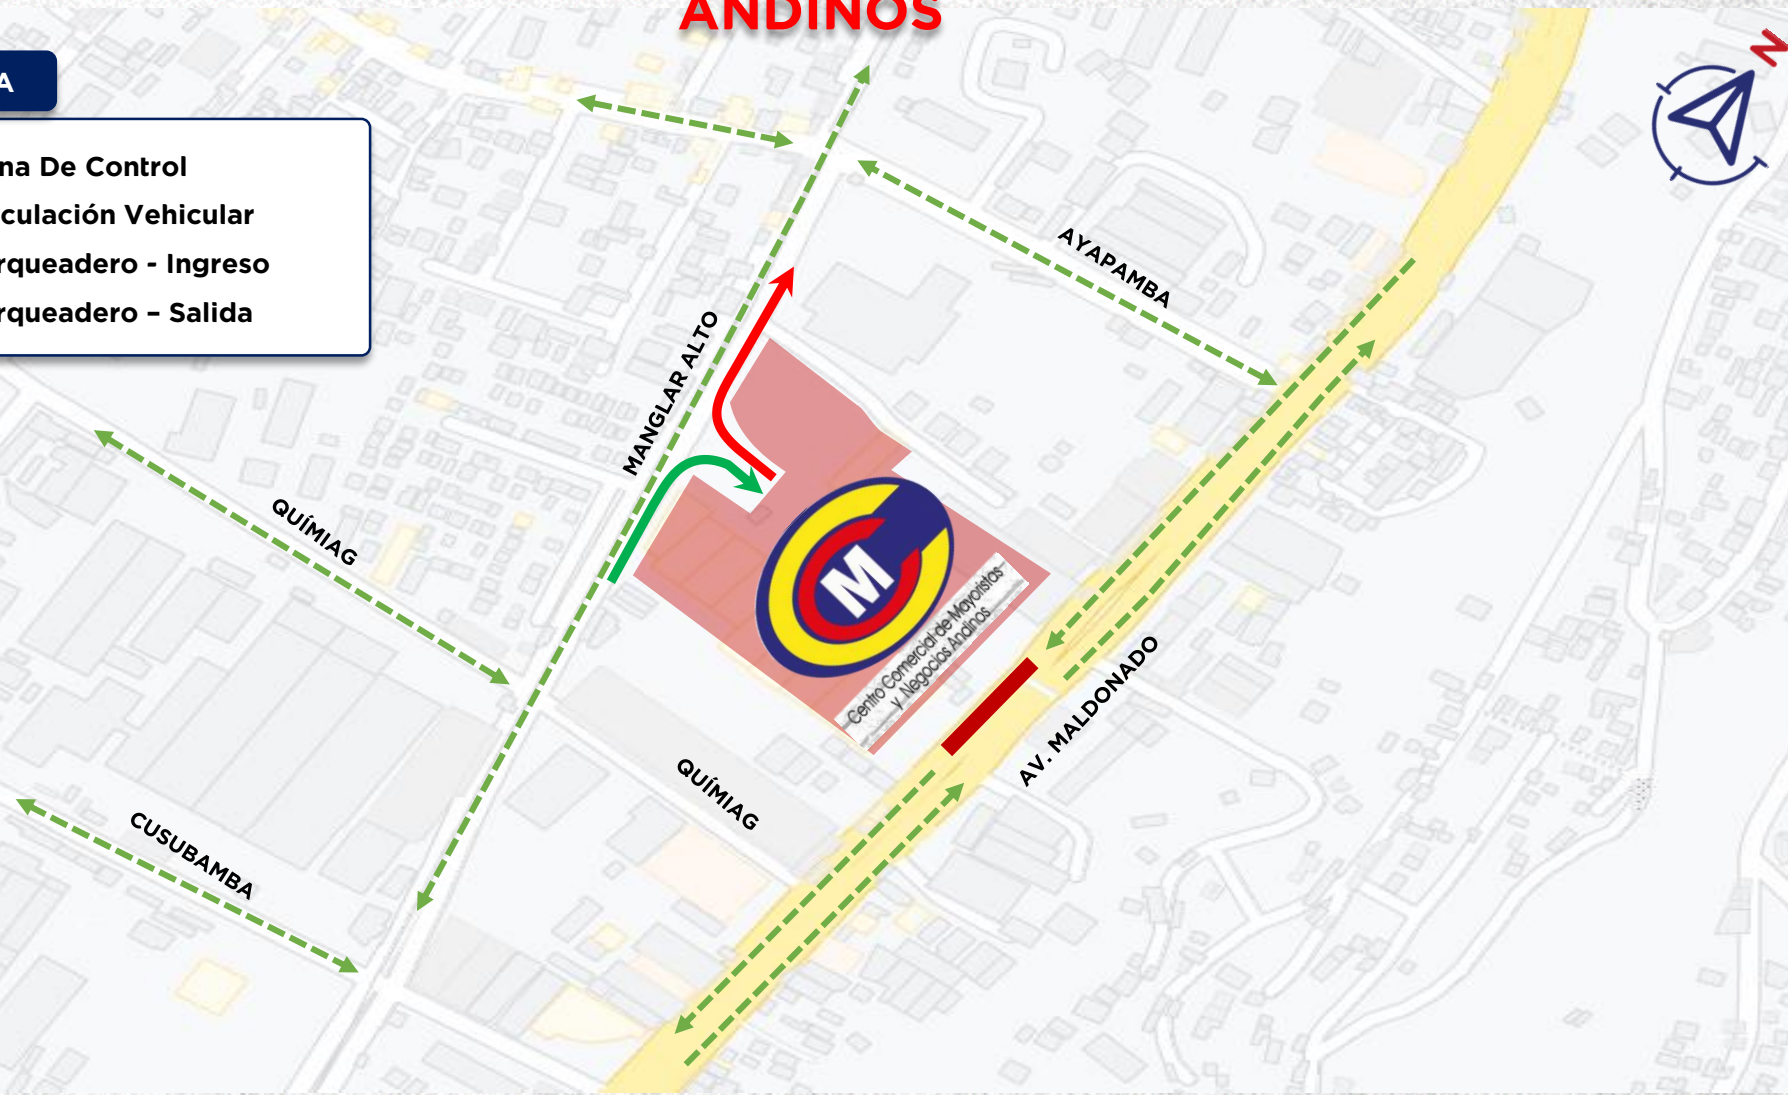 ANDINOS
N
A
na De Control
culación Vehicular
rqueadero - Ingreso
rqueadero – Salida
AYAPAMBA
MANGLAR ALTO
QUÍMIAG
M
Centro Comercial de Mayoristas
y Negocios Andinos
AV. MALDONADO
QUÍMIAG
CUSUBAMBA